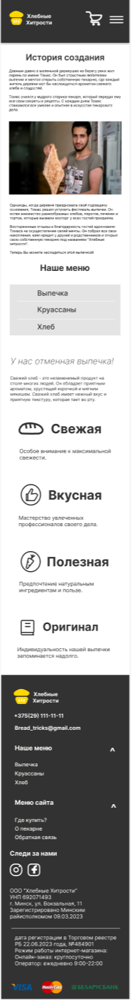 Хлебные
Хитрости
История создания
Давным-давно в маленькой деревушке на берегу реки жил
парень по имени Томас. Он был страстным любителем
выпечки и мечтал открыть собственную пекарню, где каждый
житель деревни мог бы насладиться ароматом свежего
хлеба и сладостей.
Томас учился у мудрого старика-пекаря, который передал ему
все свои секреты и рецепты. С каждым днем Томас
становился все умелее и опытнее в искусстве пекарского
дела.
Однажды, когда деревня праздновала свой годовщину
основания, Томас решил устроить фестиваль выпечки. Он
испек множество разнообразных хлебов, пирогов, печенья и
тортов, которые вызвали восторг у всех гостей праздника.
Восторженные отзывы и благодарность гостей вдохновили
Томаса на осуществление своей мечты. Он собрал все свои
накопления, взял кредит у друзей и родственников и открыл
свою собственную пекарню под названием "Хлебные
хитрости".
Теперь Вы можете насладиться этой выпечкой!
Наше меню
Выпечка
Круассаны
Хлеб
У нас отменная выпечка!
Свежий хлеб - это незаменимый продукт на
столе многих людей. Он обладает приятным
ароматом, хрустящей корочкой и мягким
мякишем. Свежий хлеб имеет нежный вкус и
приятную текстуру, которая тает во рту.
Свежая
Особое внимание к максимальной
свежести.
Вкусная
Мастерство увлеченных
профессионалов своего дела.
Полезная
Предпочтение натуральным
ингредиентам и пользе.
Оригинал
Индивидуальность нашей выпечки
запоминается надолго.
Хлебные
Хитрости
+375(29) 111-11-11
Bread_tricks@gmail.com
Наше меню
Выпечка
Круассаны
Хлеб
Меню сайта
Где купить?
О пекарне
Обратная связь
Следи за нами
ООО "Хлебные Хитрости"
УНП 692071493
г. Минск, ул. Вокзальная, 11
Зарегистрировано Минским
райисполкомом 09.03.2023
дата регистрации в Торговом реестре
РБ 22.06.2023 года, №484901
Режим работы интернет-магазина:
Онлайн-заказ: круглосуточно
Оператор: ежедневно 9:00-22:00
VISA
MasterCard
БЕЛАРУСБАНК